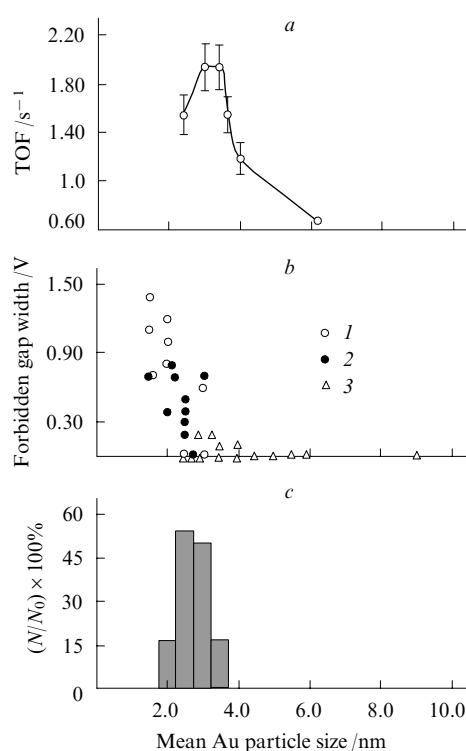 a
TOF /s⁻¹
2.20
1.80
1.40
1.0
0.60
b
Forbidden gap width /V
1.50
0.90
0.30
1
2
3
c
(N/N₀) × 100%
60
45
30
15
0
2.0 4.0 6.0 8.0 10.0
Mean Au particle size /nm